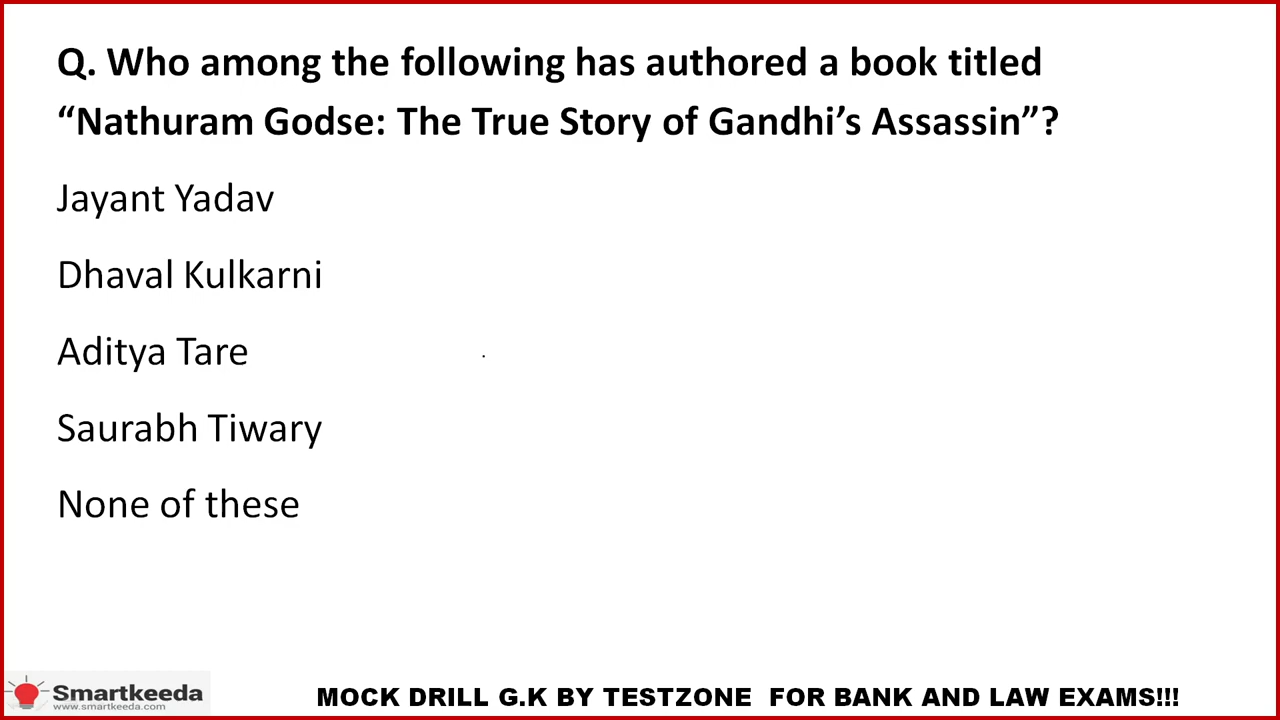 Q. Who among the following has authored a book titled
“Nathuram Godse: The True Story of Gandhi’s Assassin”?
Jayant Yadav
Dhaval Kulkarni
Aditya Tare
Saurabh Tiwary
None of these
Smartkeeda
www.smartkeeda.com
MOCK DRILL G.K BY TESTZONE FOR BANK AND LAW EXAMS!!!